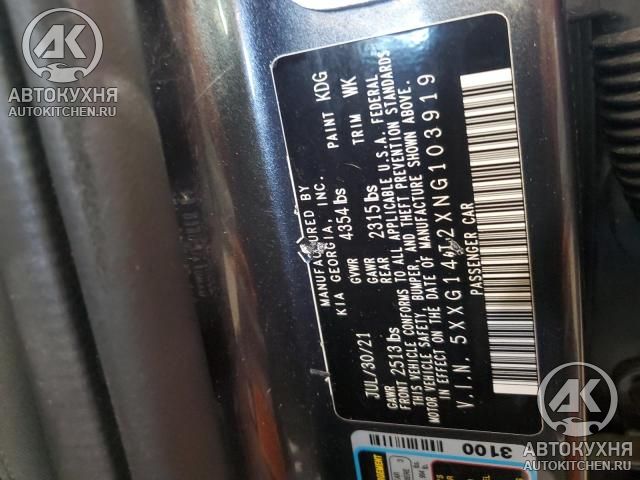 AK
АВТОКУХНЯ
AUTOKITCHEN.RU
MANUFACTURED BY
KIA GEORGIA, INC.
PAINT KDG
JUL/30/21 GVWR 4354 lbs TRIM WK
GAWR GAWR
FRONT 2513 lbs REAR 2315 lbs
THIS VEHICLE CONFORMS TO ALL APPLICABLE U.S.A. FEDERAL
MOTOR VEHICLE SAFETY, BUMPER, AND THEFT PREVENTION STANDARDS
IN EFFECT ON THE DATE OF MANUFACTURE SHOWN ABOVE.
V.I.N. 5XXG14J2XNG103919
PASSENGER CAR
3100
AK
АВТОКУХНЯ
AUTOKITCHEN.RU